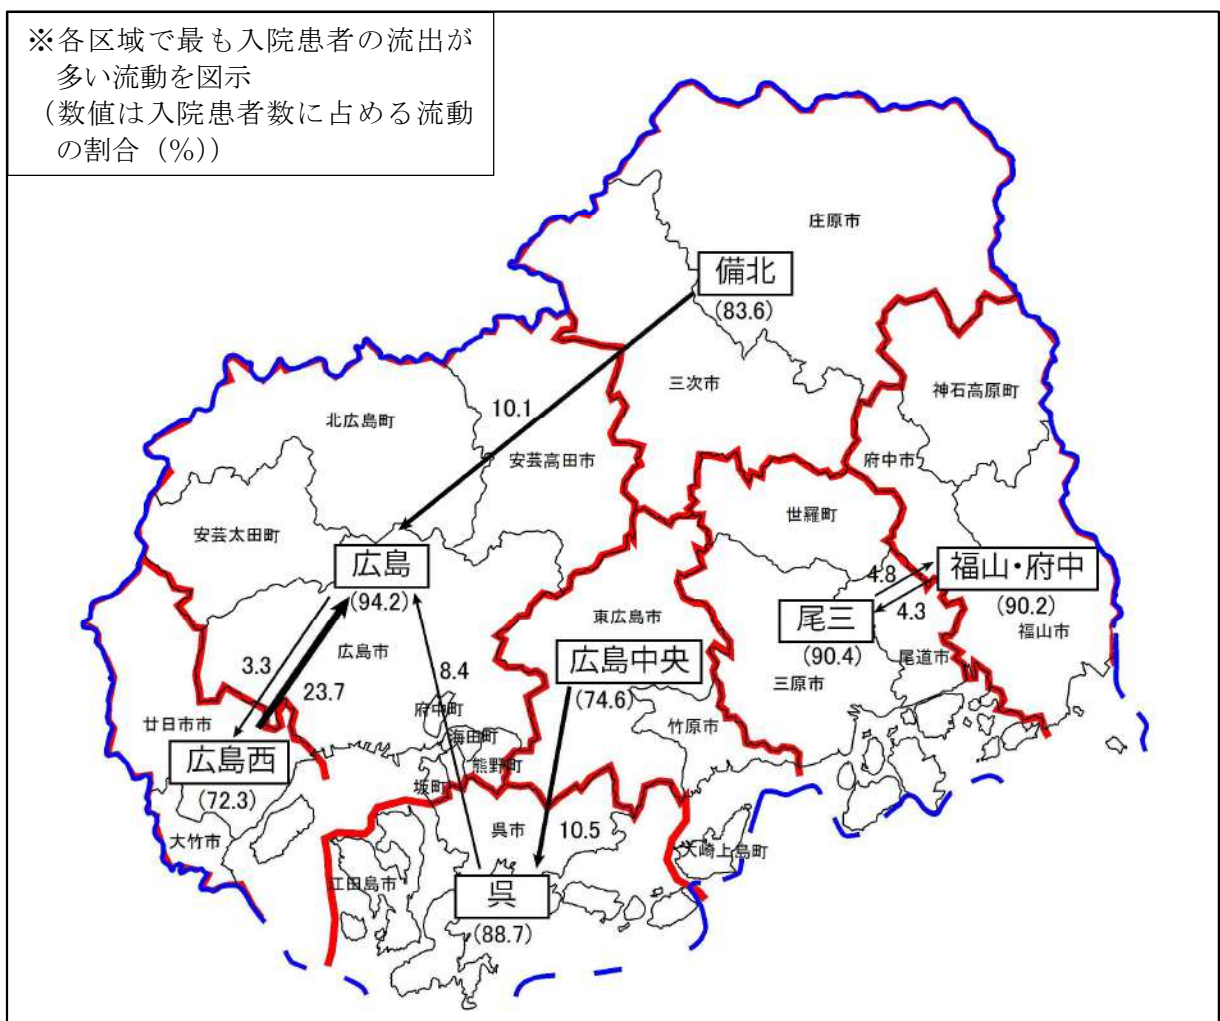 ※各区域で最も入院患者の流出が
多い流動を図示
（数値は入院患者数に占める流動
の割合（％））
庄原市
備北
(83.6)
三次市
神石高原町
北広島町
10.1
安芸高田市
府中市
世羅町
安芸太田町
広島
(94.2)
福山・府中
(90.2)
福山市
4.8
4.3
尾三
(90.4)
尾道市
三原市
東広島市
広島中央
(74.6)
竹原市
広島市
3.3
23.7
8.4
府中町
海田町
熊野町
坂町
廿日市市
広島西
(72.3)
大竹市
呉市
10.5
大崎上島町
江田島市
呉
(88.7)